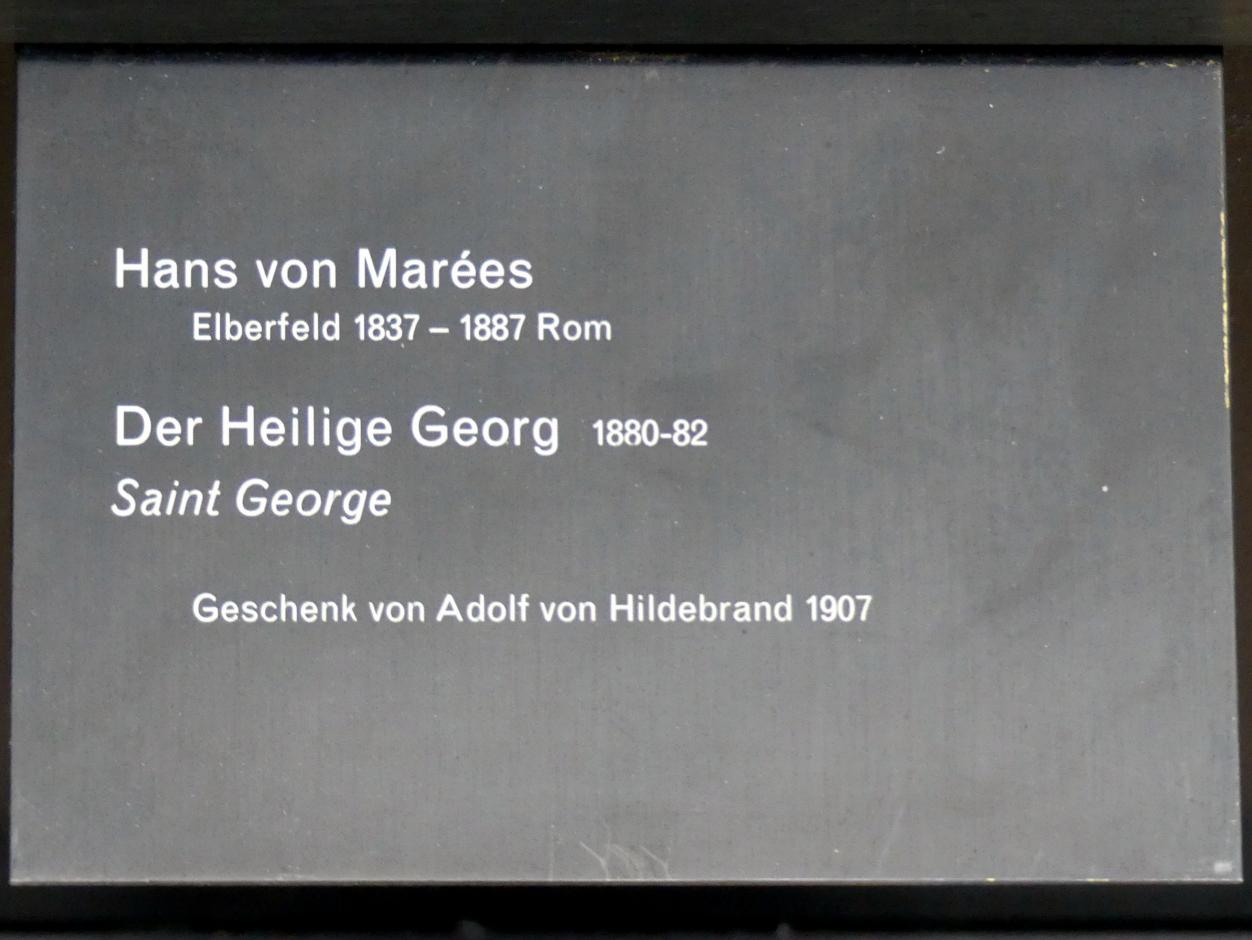 Hans von Marées
Elberfeld 1837 – 1887 Rom
Der Heilige Georg 1880-82
Saint George
Geschenk von Adolf von Hildebrand 1907